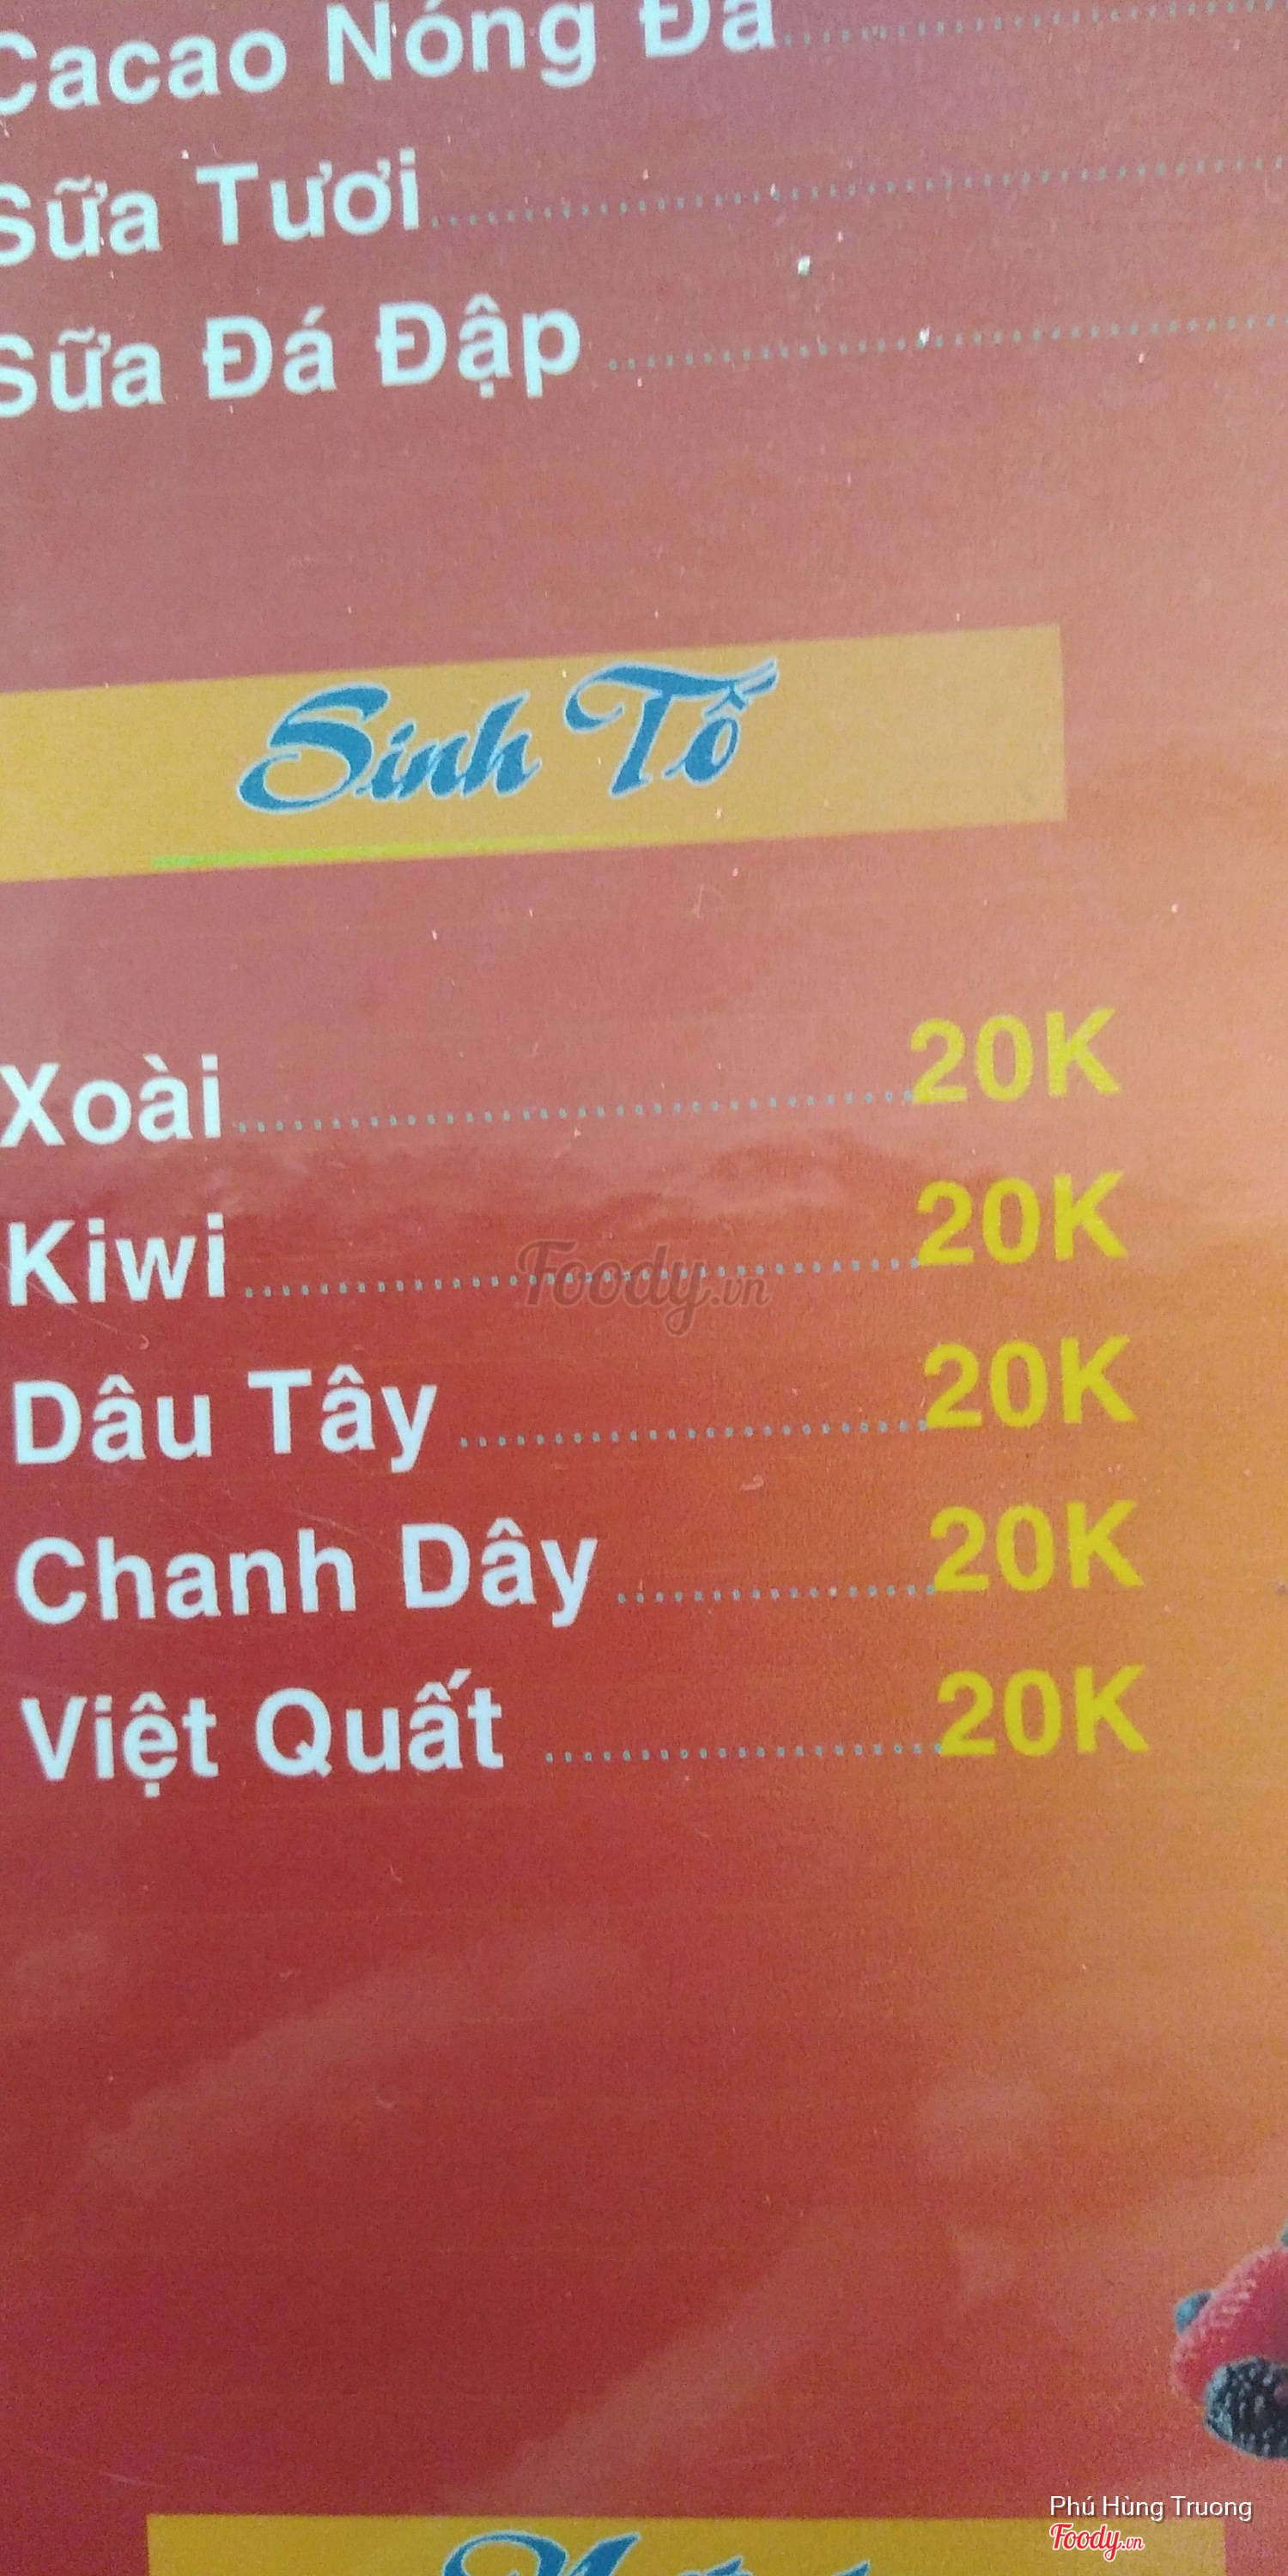 Cacao Nóng Đá
Sữa Tươi
Sữa Đá Đập
Sinh Tố
Xoài 20K
Kiwi 20K
Foody.vn
Dâu Tây 20K
Chanh Dây 20K
Việt Quất 20K
Phú Hùng Truong
Foody.vn